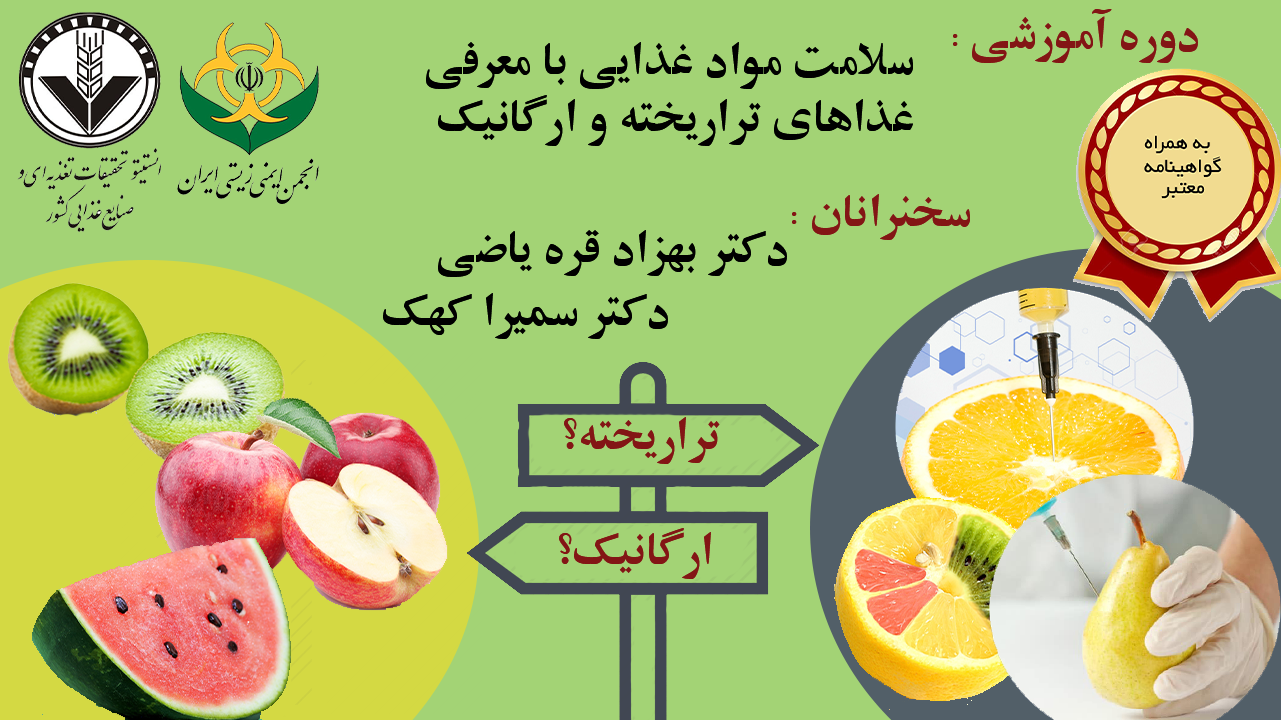 دوره آموزشی :
سلامت مواد غذایی با معرفی
غذاهای تراریخته و ارگانیک
انجمن ایمنی زیستی ایران
انستیتو تحقیقات تغذیه ای و
صنایع غذایی کشور
به همراه
گواهینامه
معتبر
سخنرانان :
دکتر بهزاد قره یاضی
دکتر سمیرا کهک
تراریخته؟
ارگانیک؟